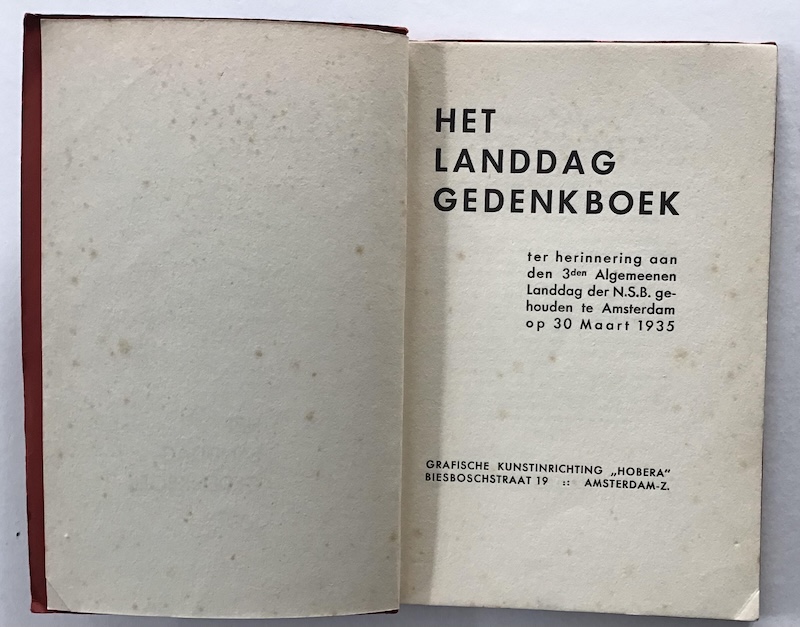 HET
LANDDAG
GEDENKBOEK
ter herinnering aan
den 3den Algemeenen
Landdag der N.S.B. ge-
houden te Amsterdam
op 30 Maart 1935
GRAFISCHE KUNSTINRICHTING „HOBERA“
BIESBOSCHSTRAAT 19 :: AMSTERDAM-Z.